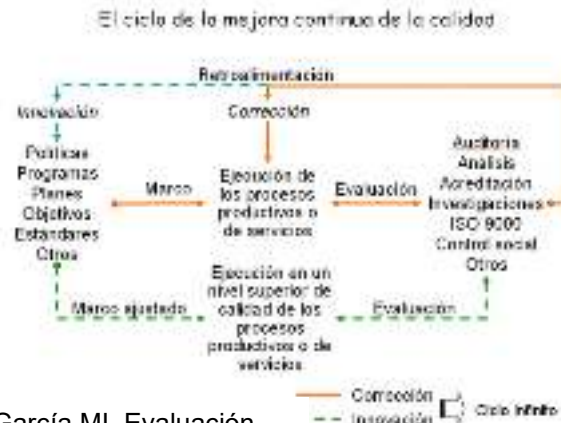 El ciclo de la mejora continua de la calidad
Retroalimentación
Innovación
Corrección
Políticas
Programas
Planes
Objetivos
Estándares
Otros
Marco
Ejecución de
los procesos
productivos o
de servicios
Evaluación
Auditoría
Análisis
Acreditación
Investigaciones
ISO 9000
Control social
Otros
Marco ajustado
Ejecución en un
nivel superior de
calidad de los
procesos
productivos o de
servicios
Evaluación
García MI. Evaluación
Corrección
Innovación
Ciclo infinito